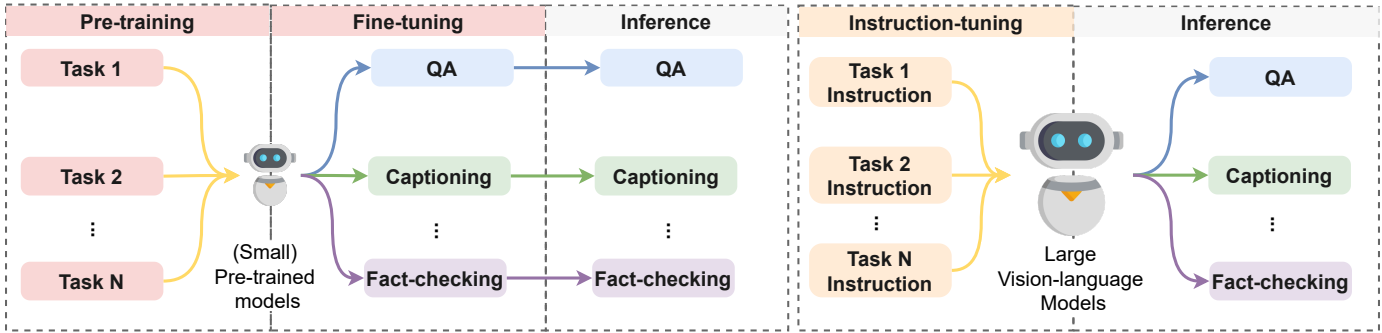 Pre-training
Fine-tuning
Inference
Task 1
QA
QA
Task 2
Captioning
Captioning
⋮
⋮
⋮
(Small)
Pre-trained
models
Task N
Fact-checking
Fact-checking
Instruction-tuning
Inference
Task 1
Instruction
QA
Task 2
Instruction
Captioning
⋮
⋮
Task N
Instruction
Large
Vision-language
Models
Fact-checking